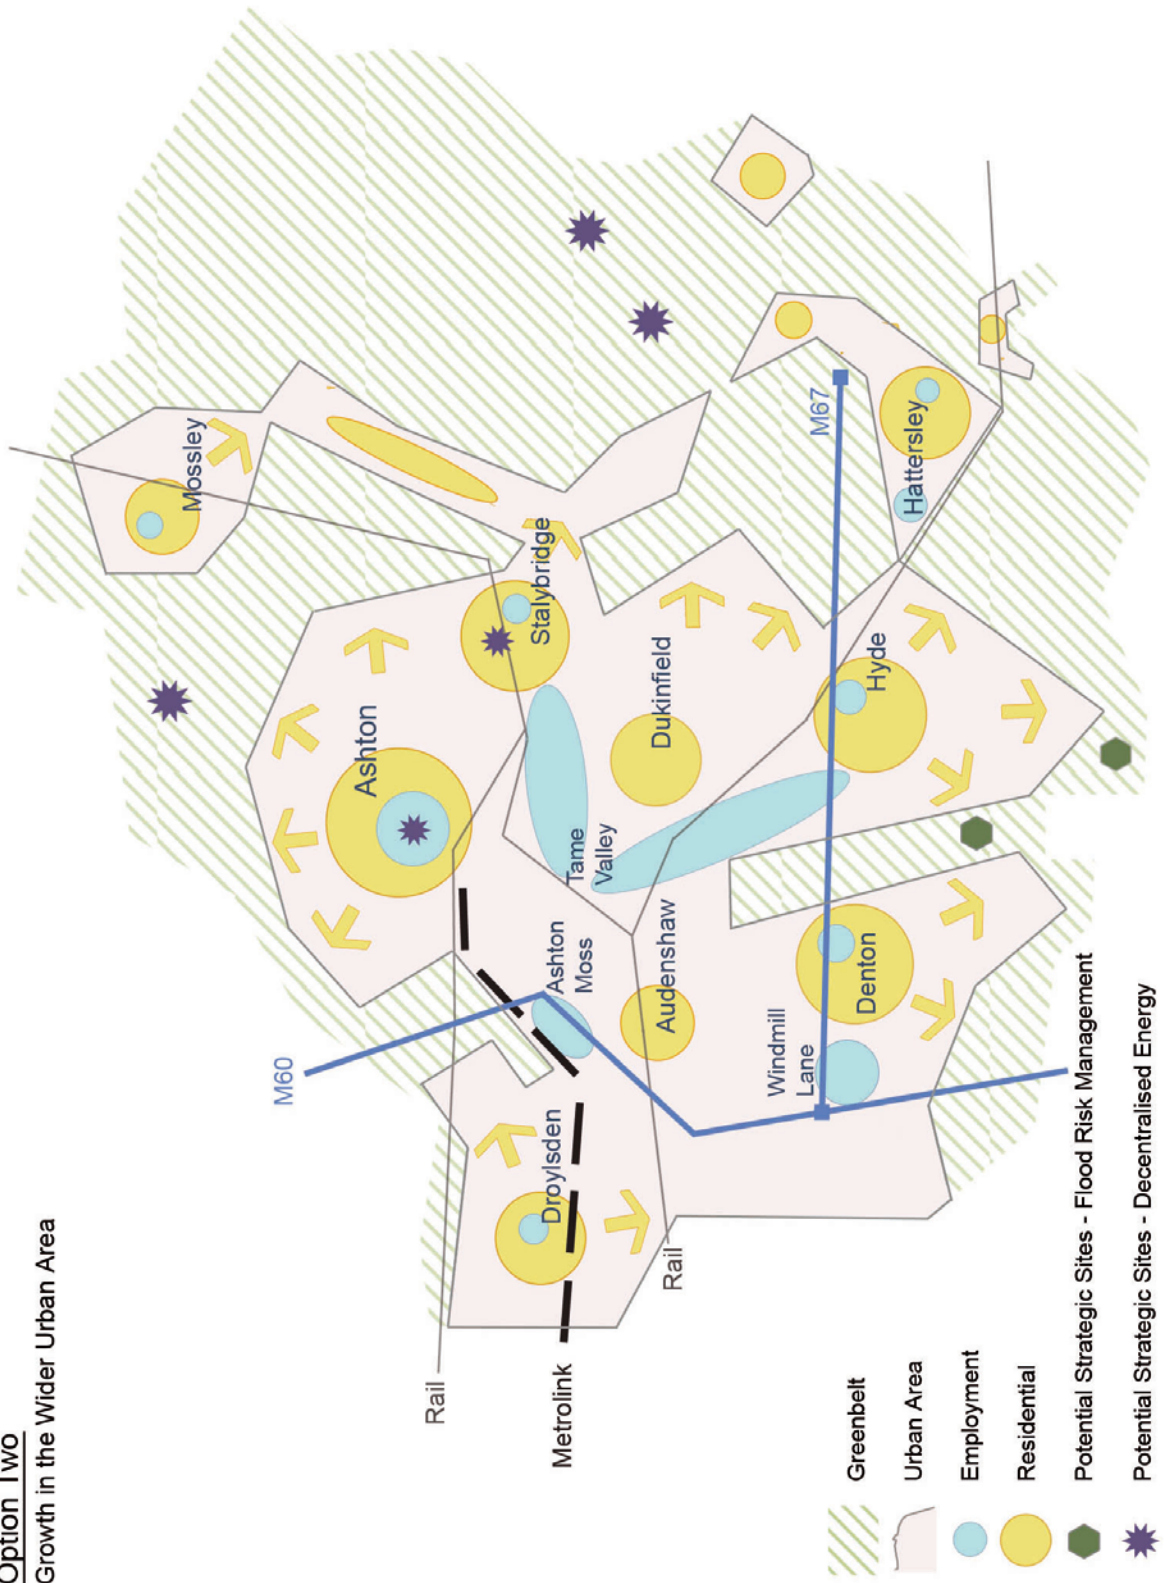 Option Two
Growth in the Wider Urban Area
Mossley
Stalybridge
Ashton
Dukinfield
Tame
Valley
Ashton
Moss
Audenshaw
Droylsden
M60
Rail
Metrolink
Rail
Windmill
Lane
Denton
Hyde
Hattersley
M67
Greenbelt
Urban Area
Employment
Residential
Potential Strategic Sites - Flood Risk Management
Potential Strategic Sites - Decentralised Energy